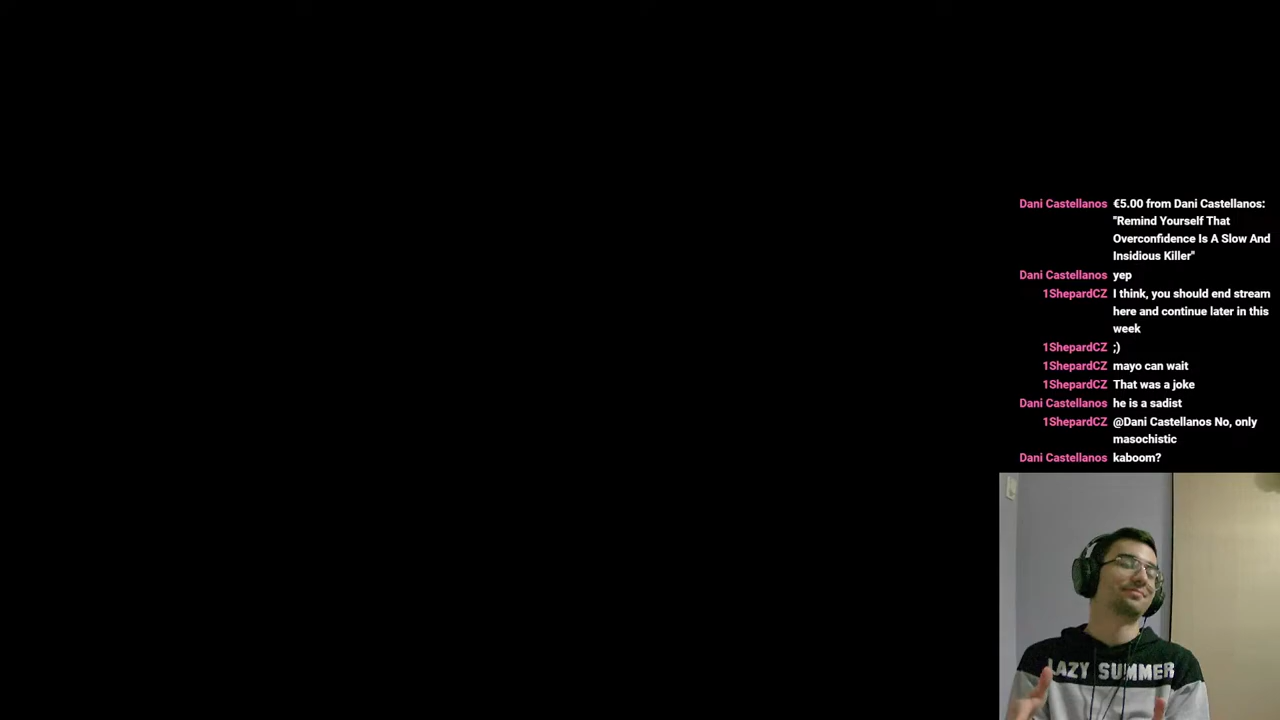 Dani Castellanos €5.00 from Dani Castellanos:
"Remind Yourself That
Overconfidence Is A Slow And
Insidious Killer"
Dani Castellanos yep
1ShepardCZ I think, you should end stream
here and continue later in this
week
1ShepardCZ ;)
1ShepardCZ mayo can wait
1ShepardCZ That was a joke
Dani Castellanos he is a sadist
1ShepardCZ @Dani Castellanos No, only
masochistic
Dani Castellanos kaboom?
LAZY SUMMER